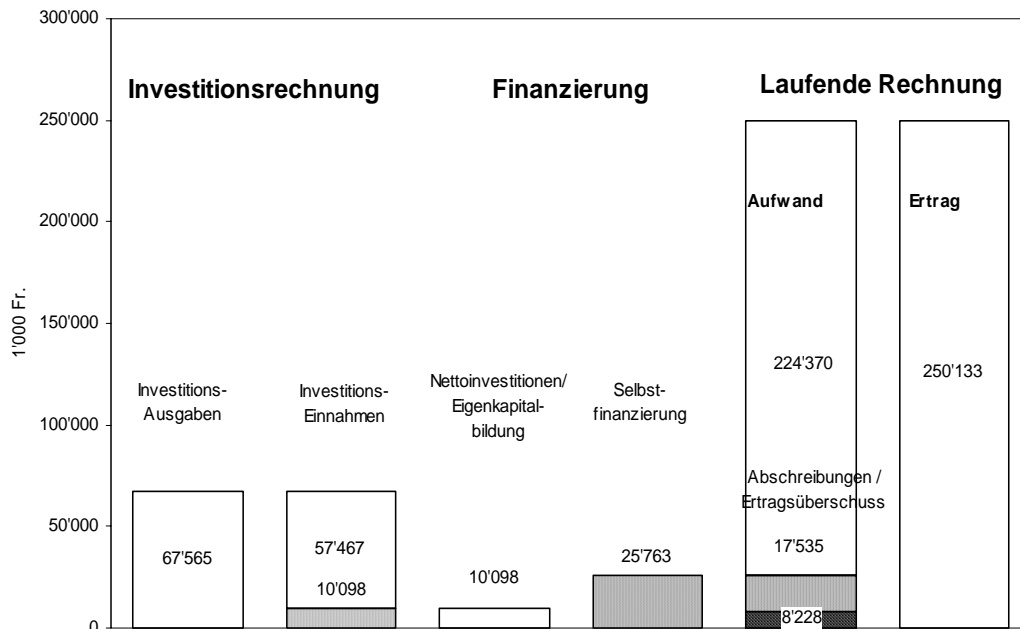 300'000
250'000
200'000
150'000
100'000
50'000
0
1'000 Fr.
Investitionsrechnung
Finanzierung
Laufende Rechnung
Aufwand
Ertrag
Investitions-
Ausgaben
Investitions-
Einnahmen
Nettoinvestitionen/
Eigenkapital-
bildung
Selbst-
finanzierung
224'370
250'133
Abschreibungen /
Ertragsüberschuss
67'565
57'467
10'098
10'098
25'763
17'535
8'228